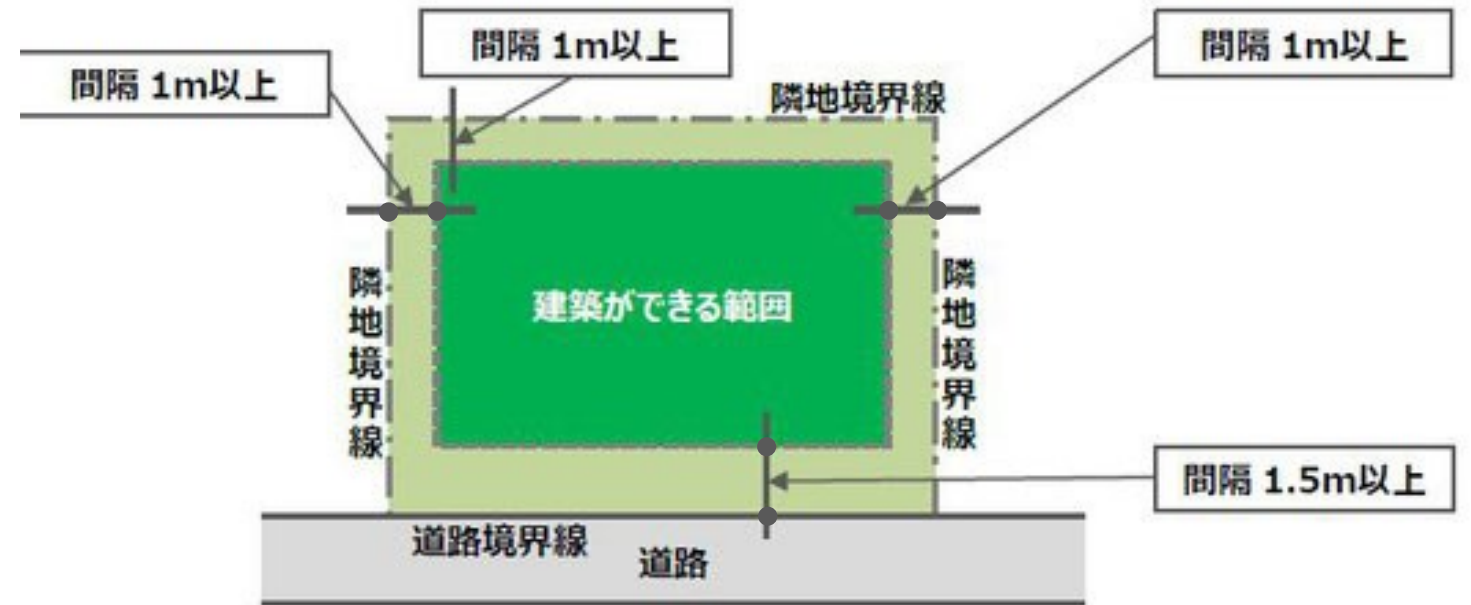 間隔 1m以上
間隔 1m以上
間隔 1m以上
隣地境界線
隣地境界線
建築ができる範囲
隣地境界線
間隔 1.5m以上
道路境界線
道路